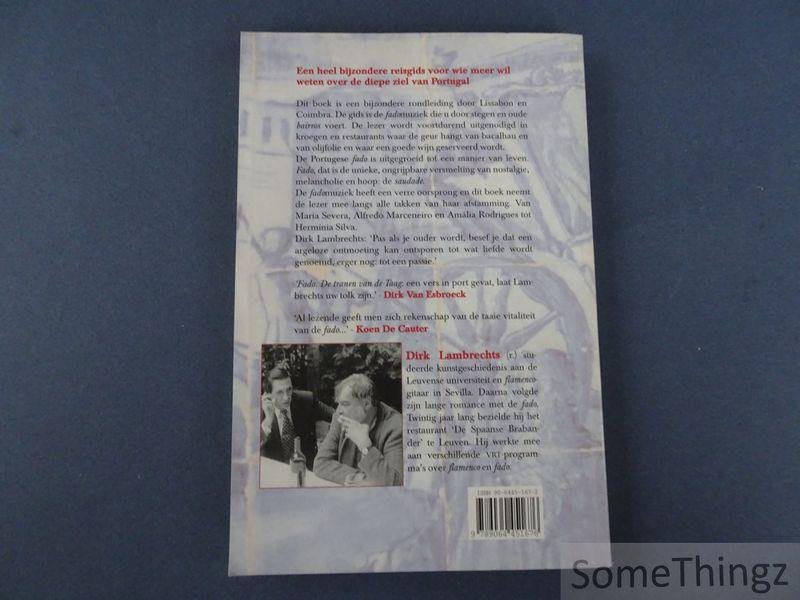 Een heel bijzondere reisgids voor wie meer wil
weten over de diepe ziel van Portugal
Dit boek is een bijzondere rondleiding door Lissabon en
Coimbra. De gids is de fadomuziek die u door stegen en oude
bairros voert. De lezer wordt voortdurend uitgenodigd in
kroegen en restaurants waar de geur hangt van bacalhau en
van olijfolie en waar een goede wijn geserveerd wordt.
De Portugese fado is uitgegroeid tot een manier van leven.
Fado, dat is de unieke, ongrijpbare versmelting van nostalgie,
melancholie en hoop: de saudade.
De fadomuziek heeft een verre oorsprong en dit boek neemt
de lezer mee langs alle takken van haar afstamming. Van
Maria Severa, Alfredo Marceneiro en Amália Rodrigues tot
Hermínia Silva.
Dirk Lambrechts: ‘Pas als je ouder wordt, besef je dat een
argeloze ontmoeting kan ontsporen tot wat liefde wordt
genoemd, erger nog: tot een passie.’
‘Fado. De tranen van de Taag: een vers in port gevat, laat Lam-
brechts uw tolk zijn.’ - Dirk Van Esbroeck
‘Al lezende geeft men zich rekenschap van de taaie vitaliteit
van de fado...’ - Koen De Cauter
Dirk Lambrechts (r.) stu-
deerde kunstgeschiedenis aan de
Leuvense universiteit en flamenco-
gitaar in Sevilla. Daarna volgde
zijn lange romance met de fado.
Twintig jaar lang bezielde hij het
restaurant ‘De Spaanse Braban-
der’ te Leuven. Hij werkte mee
aan verschillende VRT-program-
ma’s over flamenco en fado.
ISBN 90-6445-167-2
9 789064 451676
SomeThingz